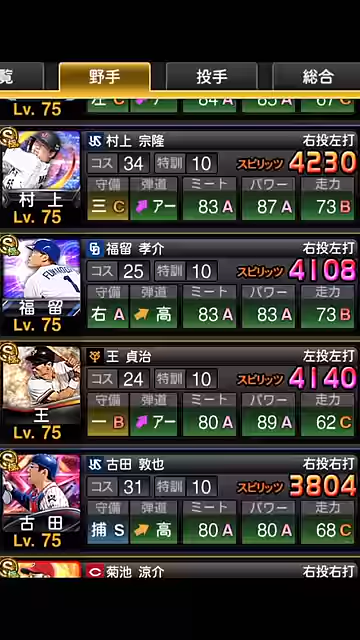 覧 野手 投手 総合
Lv. 75 左 C アー 84 A 85 A 67 C
村上 宗隆 右投左打
コス 34 特訓 10 スピリッツ 4230
守備 弾道 ミート パワー 走力
村上 三 C アー 83 A 87 A 73 B
Lv. 75
福留 孝介 右投左打
コス 25 特訓 10 スピリッツ 4108
守備 弾道 ミート パワー 走力
福留 右 A 高 83 A 83 A 73 B
Lv. 75
王 貞治 左投左打
コス 24 特訓 10 スピリッツ 4140
守備 弾道 ミート パワー 走力
王 一 B アー 80 A 89 A 62 C
Lv. 75
古田 敦也 右投右打
コス 31 特訓 10 スピリッツ 3804
守備 弾道 ミート パワー 走力
古田 捕 S 高 80 A 80 A 68 C
Lv. 75
菊池 涼介 右投右打